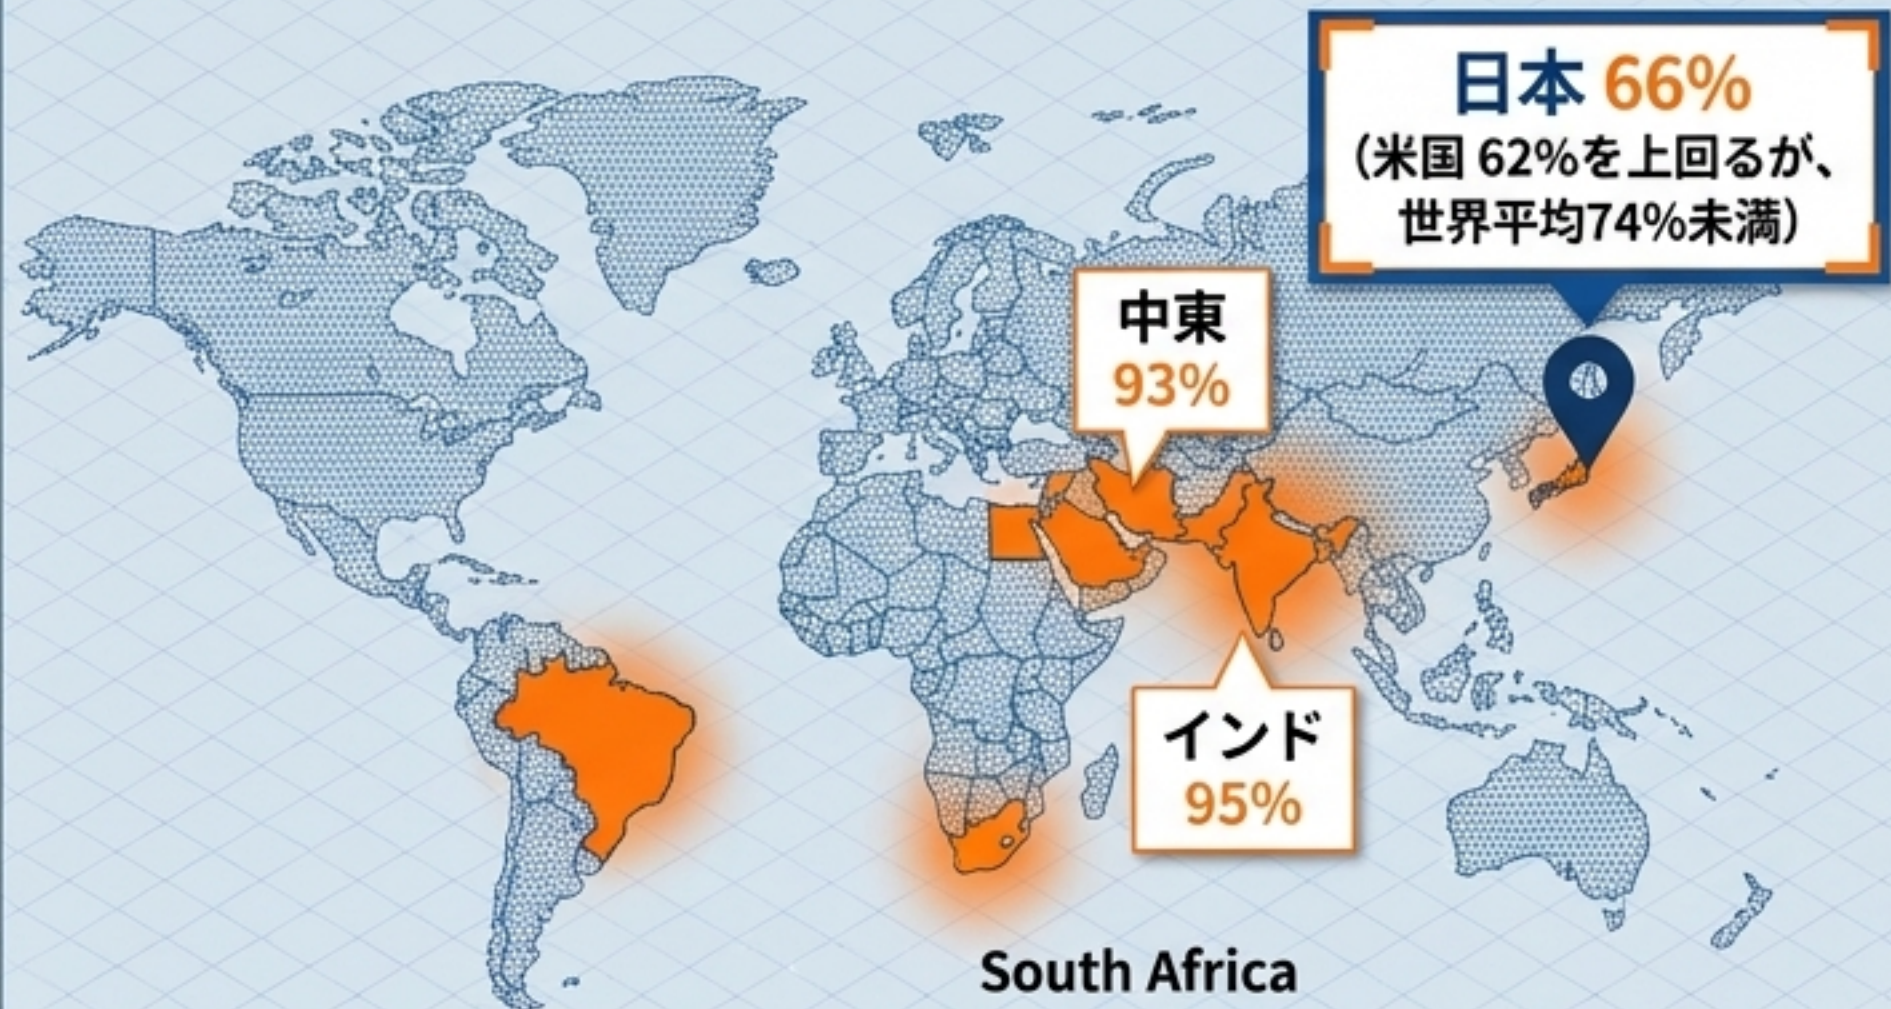 日本 66%
（米国 62%を上回るが、
世界平均74%未満）
中東
93%
インド
95%
South Africa